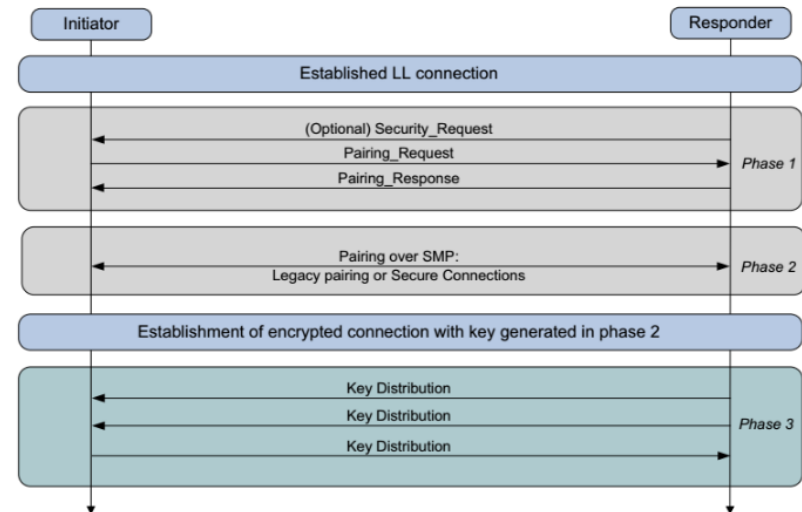 Initiator
Responder
Established LL connection
(Optional) Security_Request
Pairing_Request
Phase 1
Pairing_Response
Pairing over SMP:
Phase 2
Legacy pairing or Secure Connections
Establishment of encrypted connection with key generated in phase 2
Key Distribution
Key Distribution
Phase 3
Key Distribution